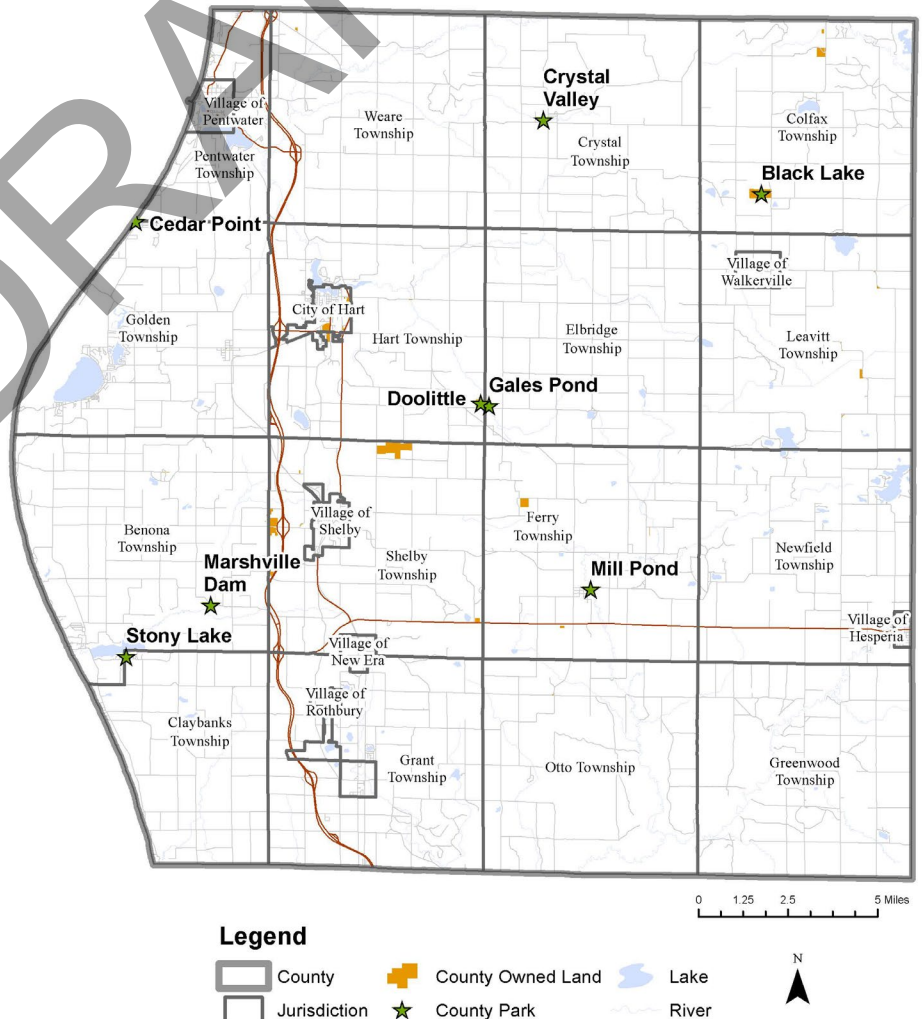 DRAF
Crystal
Valley
Village of
Pentwater
Weare
Township
Colfax
Township
Crystal
Township
Pentwater
Township
Black Lake
Cedar Point
Village of
Walkerville
City of Hart
Golden
Township
Hart Township
Elbridge
Township
Leavitt
Township
Gales Pond
Doolittle
Village of
Shelby
Ferry
Township
Benona
Township
Newfield
Township
Shelby
Township
Marshville
Dam
Mill Pond
Village of
Hesperia
Stony Lake
Village of
New Era
Village of
Rothbury
Claybanks
Township
Grant
Township
Otto Township
Greenwood
Township
0 1.25 2.5 5 Miles
Legend
N
County
County Owned Land
Lake
Jurisdiction
County Park
River